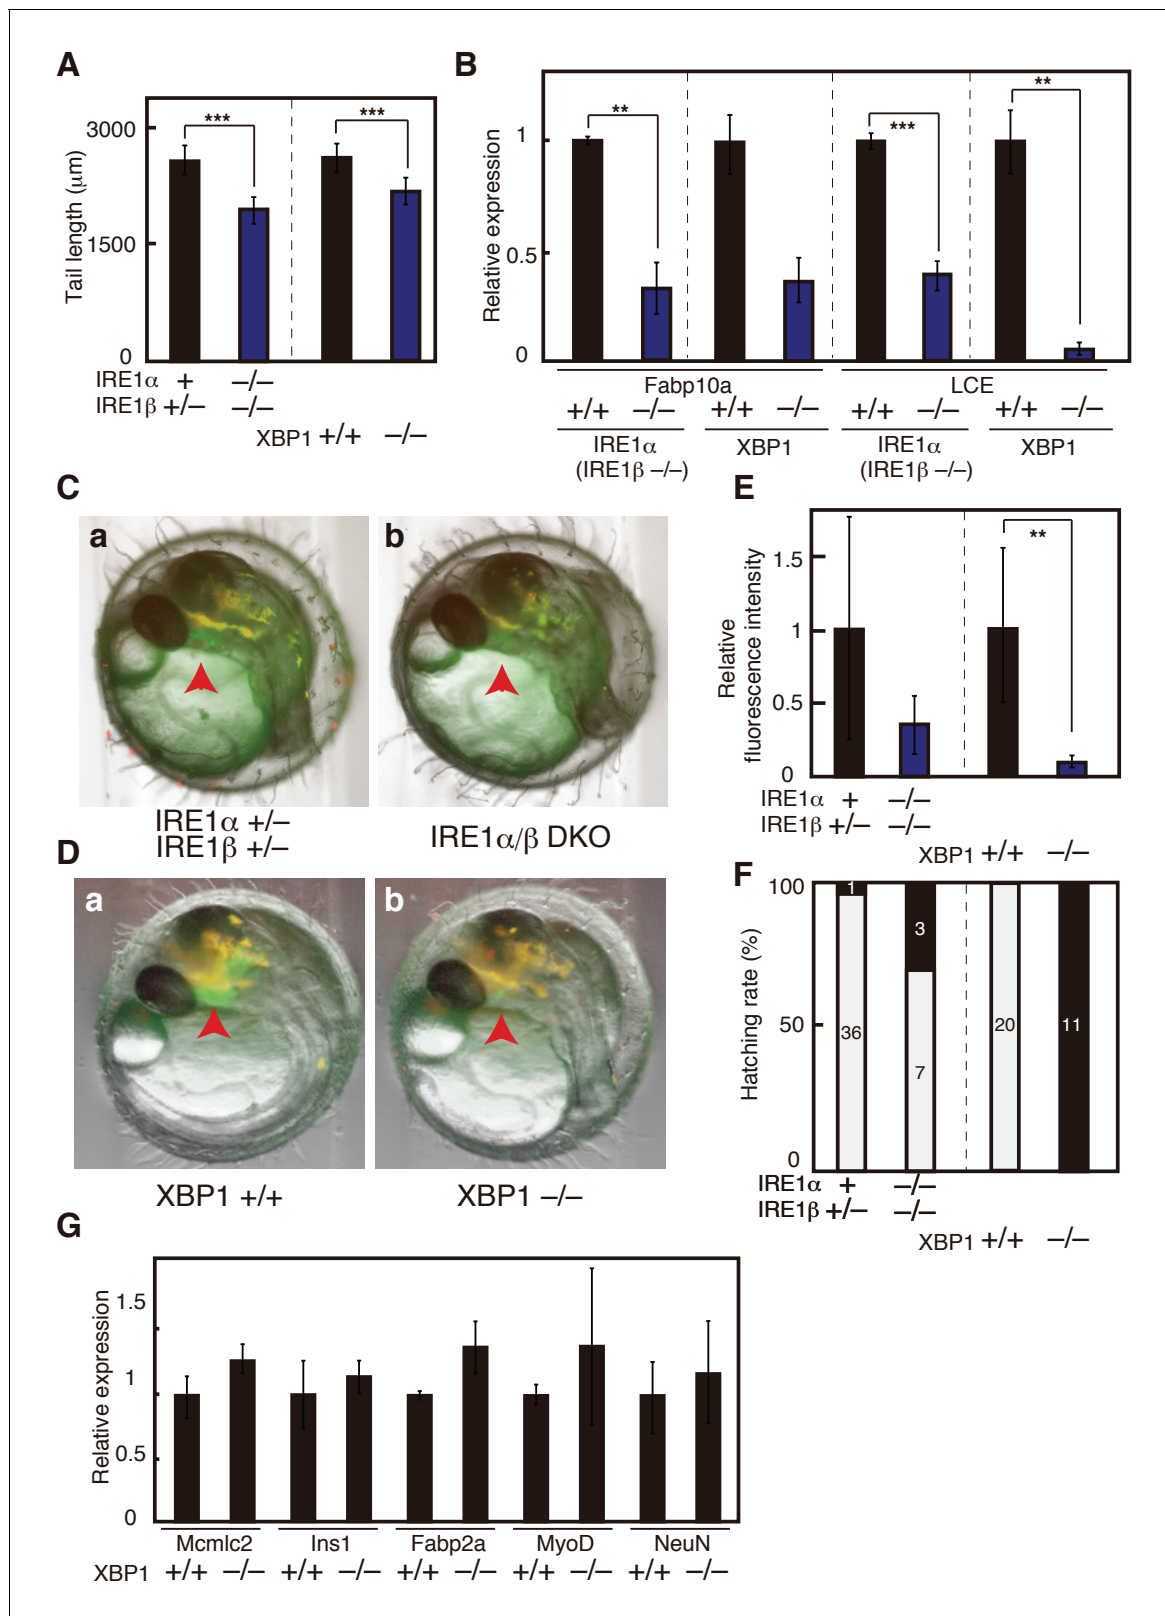 A
3000
1500
0
Tail length (μm)
***
***
IRE1α + –/–
IRE1β +/– –/–
XBP1 +/+ –/–
B
1
0.5
0
Relative expression
**
***
**
Fabp10a LCE
+/+ –/– +/+ –/– +/+ –/– +/+ –/–
IRE1α XBP1 IRE1α XBP1
(IRE1β –/–) (IRE1β –/–)
C
a
b
IRE1α +/–
IRE1β +/–
IRE1α/β DKO
D
a
b
XBP1 +/+
XBP1 –/–
E
1.5
1
0.5
0
Relative
fluorescence intensity
**
IRE1α + –/–
IRE1β +/– –/–
XBP1 +/+ –/–
F
100
50
0
Hatching rate (%)
1
36
3
7
20
11
IRE1α + –/–
IRE1β +/– –/–
XBP1 +/+ –/–
G
1.5
1
0.5
0
Relative expression
Mcmlc2 Ins1 Fabp2a MyoD NeuN
XBP1 +/+ –/– +/+ –/– +/+ –/– +/+ –/– +/+ –/–